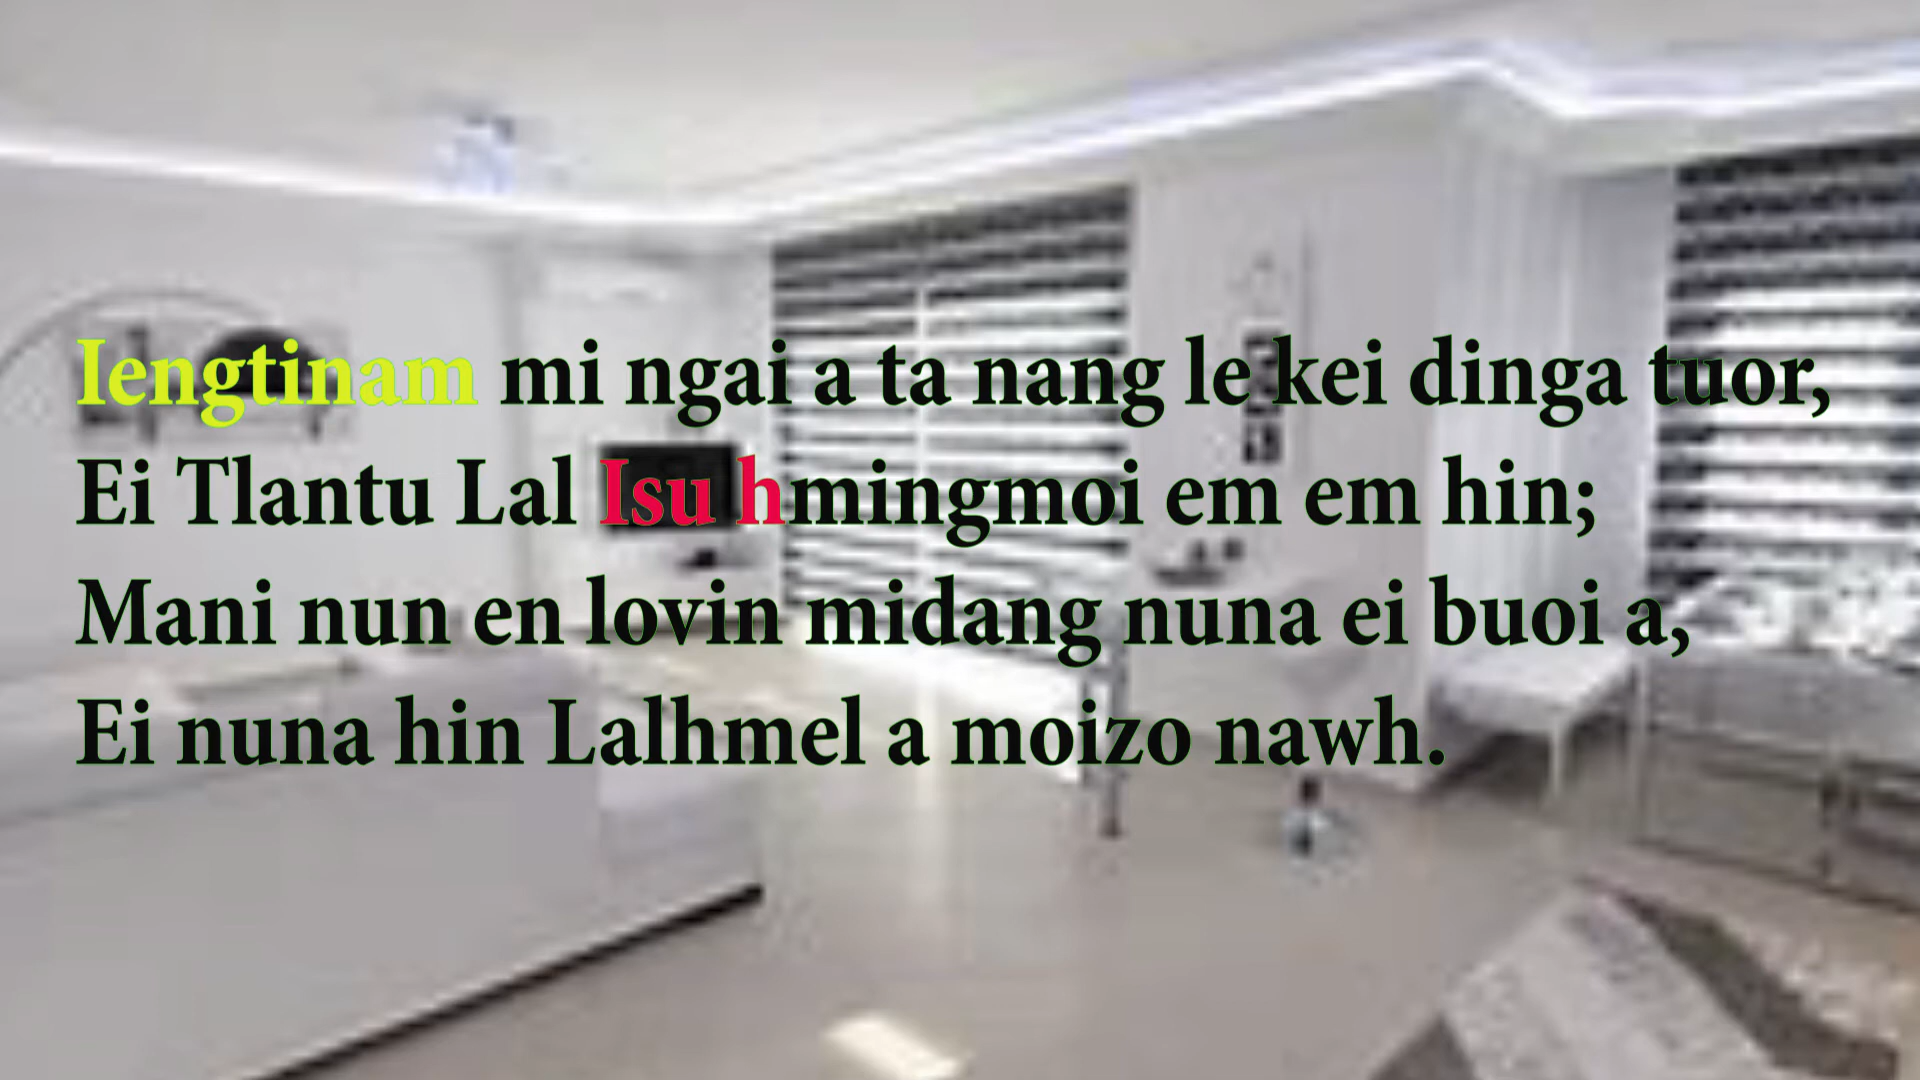 Iengtinam mi ngai a ta nang le kei dinga tuor,
Ei Tlantu Lal Isu hmingmoi em em hin;
Mani nun en lovin midang nuna ei buoi a,
Ei nuna hin Lalhmel a moizo nawh.